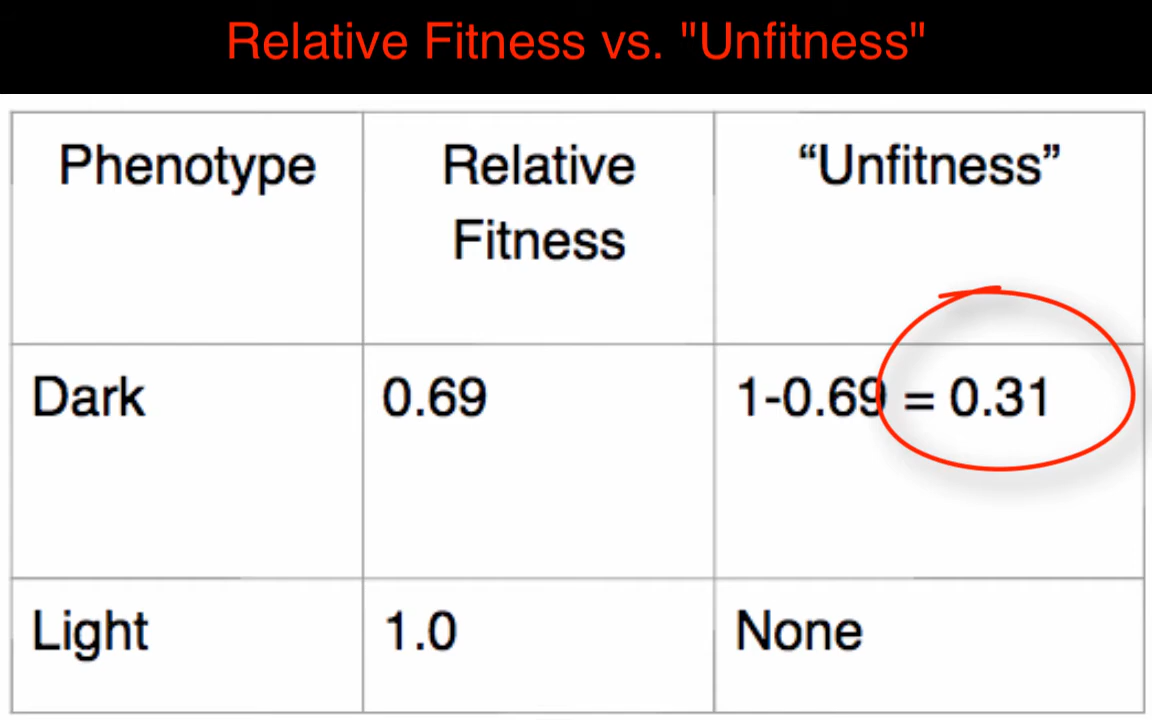 Relative Fitness vs. "Unfitness"
Phenotype
Relative
Fitness
“Unfitness”
Dark
0.69
1-0.69 = 0.31
Light
1.0
None